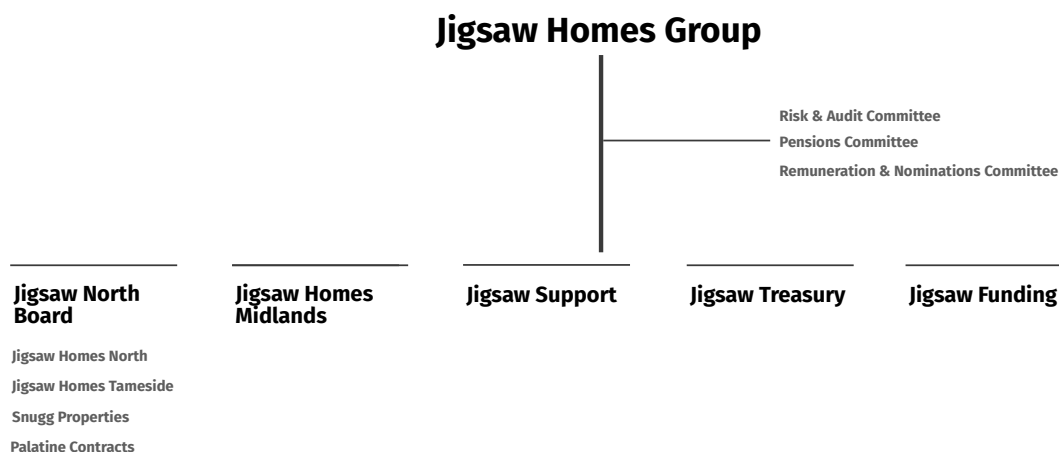 Jigsaw Homes Group
Risk & Audit Committee
Pensions Committee
Remuneration & Nominations Committee
Jigsaw North
Board
Jigsaw Homes
Midlands
Jigsaw Support
Jigsaw Treasury
Jigsaw Funding
Jigsaw Homes North
Jigsaw Homes Tameside
Snugg Properties
Palatine Contracts